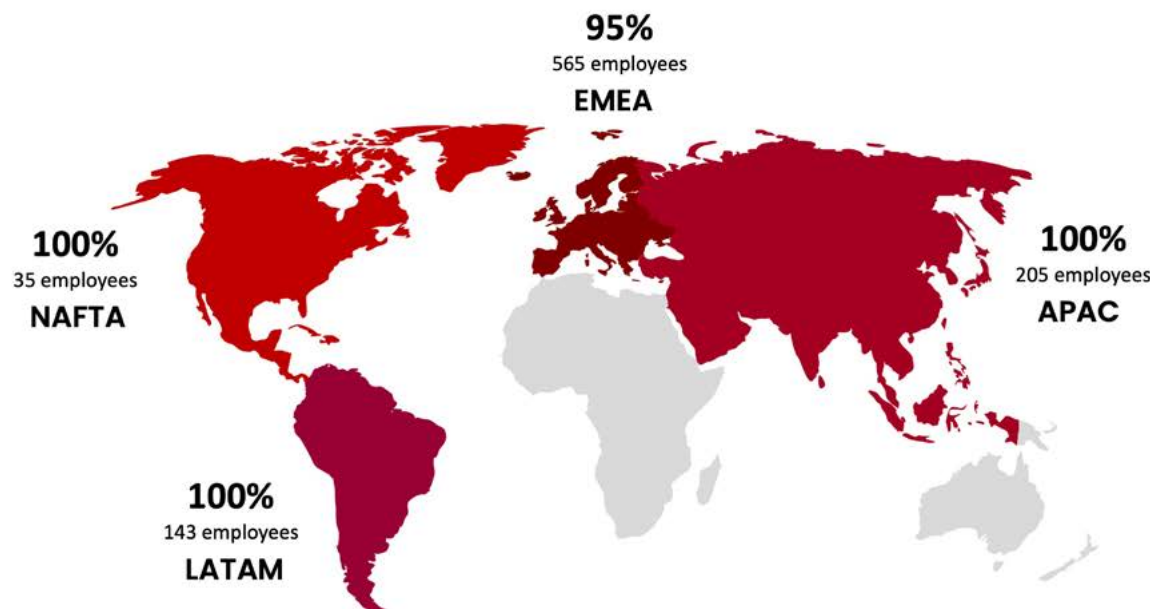 95%
565 employees
EMEA
100%
35 employees
NAFTA
100%
205 employees
APAC
100%
143 employees
LATAM